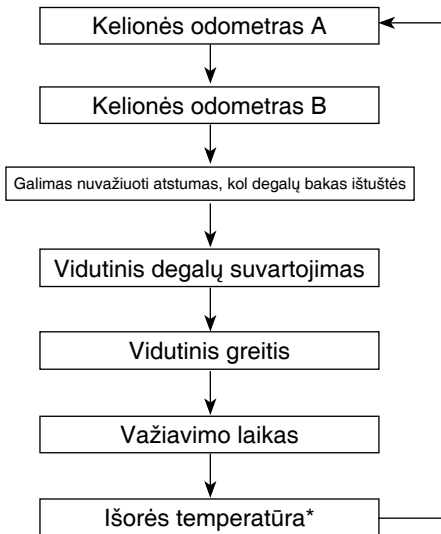 Kelionės odometras A
Kelionės odometras B
Galimas nuvažiuoti atstumas, kol degalų bakas ištuštės
Vidutinis degalų suvartojimas
Vidutinis greitis
Važiavimo laikas
Išorės temperatūra*